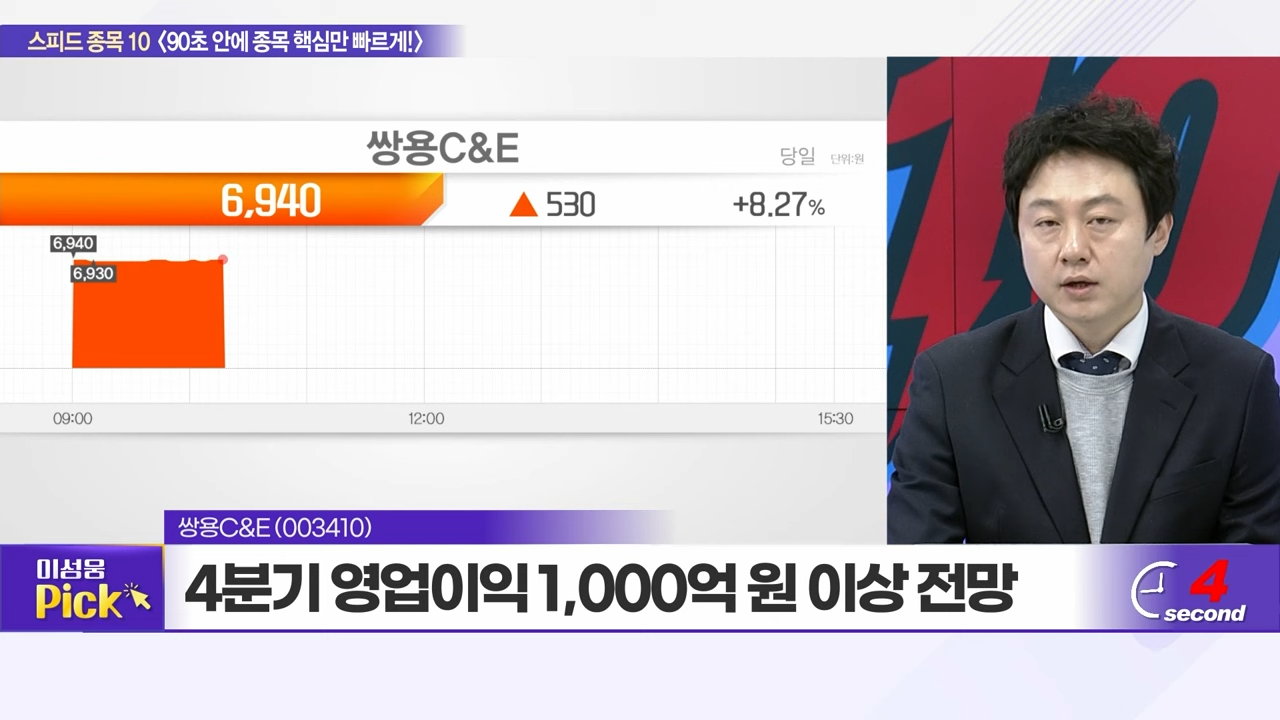 스피드 종목 10 〈90초 안에 종목 핵심만 빠르게!〉
쌍용C&E
당일 단위:원
6,940 ▲ 530 +8.27%
6,940
6,930
09:00 12:00 15:30
10
쌍용C&E (003410)
이성웅
Pick
4분기 영업이익 1,000억 원 이상 전망
4
second